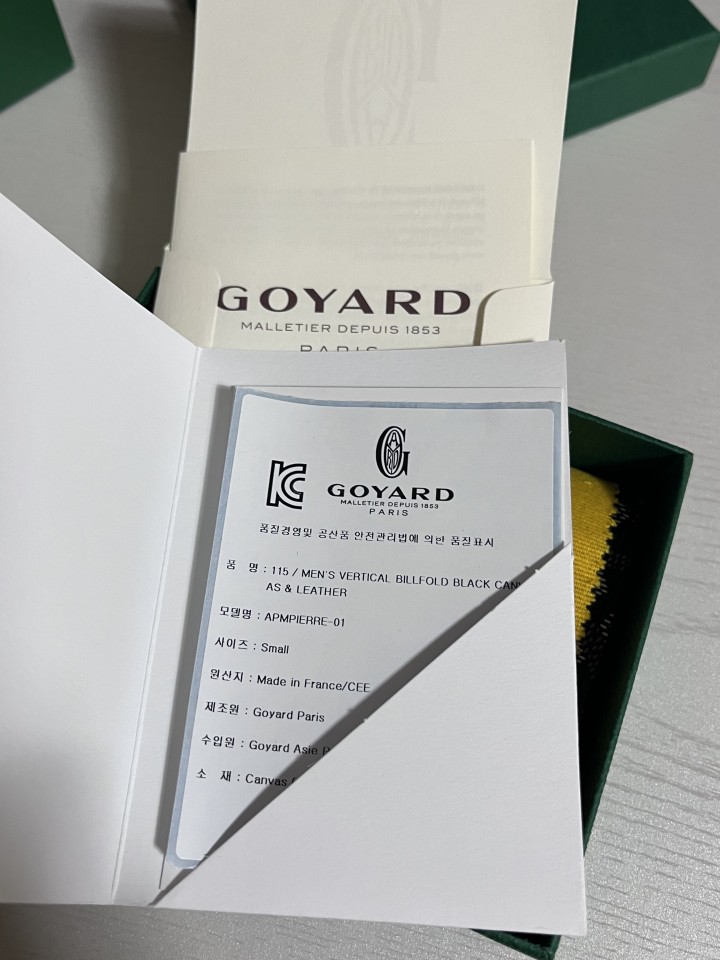 GOYARD
MALLETIER DEPUIS 1853
PARIS
GOYARD
MALLETIER DEPUIS 1853
PARIS
품질경영및 공산품 안전관리법에 의한 품질표시
품 명 : 115 / MEN'S VERTICAL BILLFOLD BLACK CAN
AS & LEATHER
모델명 : APMPIERRE-01
사이즈 : Small
원산지 : Made in France/CEE
제조원 : Goyard Paris
수입원 : Goyard Asie P
소 재 : Canvas